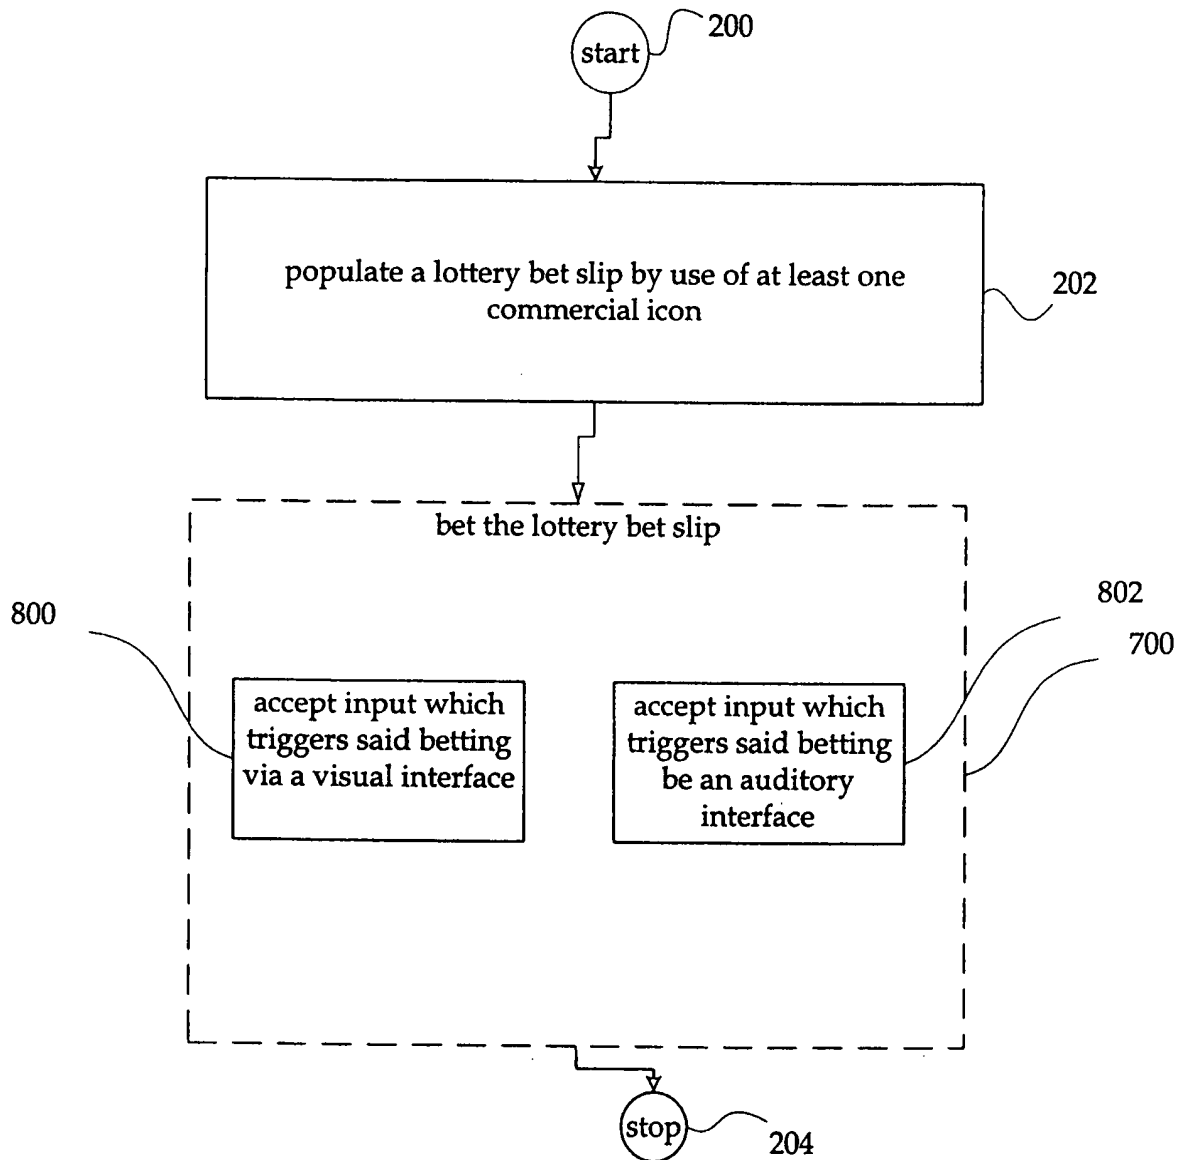 start
200
populate a lottery bet slip by use of at least one
commercial icon
202
bet the lottery bet slip
800
802
700
accept input which
triggers said betting
via a visual interface
accept input which
triggers said betting
be an auditory
interface
stop
204